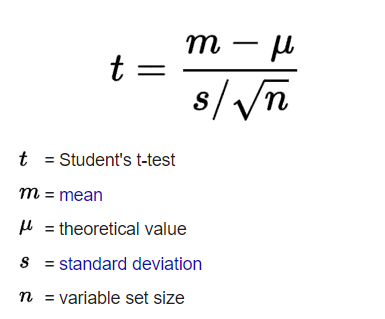 t = m − μ / s/√n
t = Student's t-test
m = mean
μ = theoretical value
s = standard deviation
n = variable set size